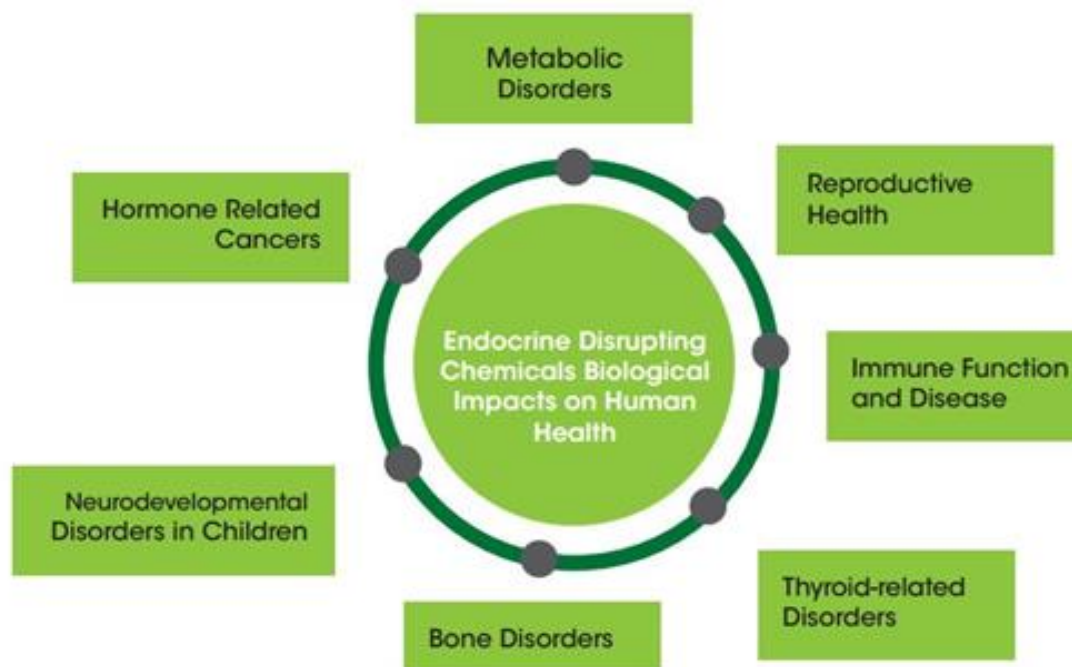 Metabolic
Disorders
Reproductive
Health
Hormone Related
Cancers
Endocrine Disrupting
Chemicals Biological
Impacts on Human
Health
Immune Function
and Disease
Neurodevelopmental
Disorders in Children
Thyroid-related
Disorders
Bone Disorders